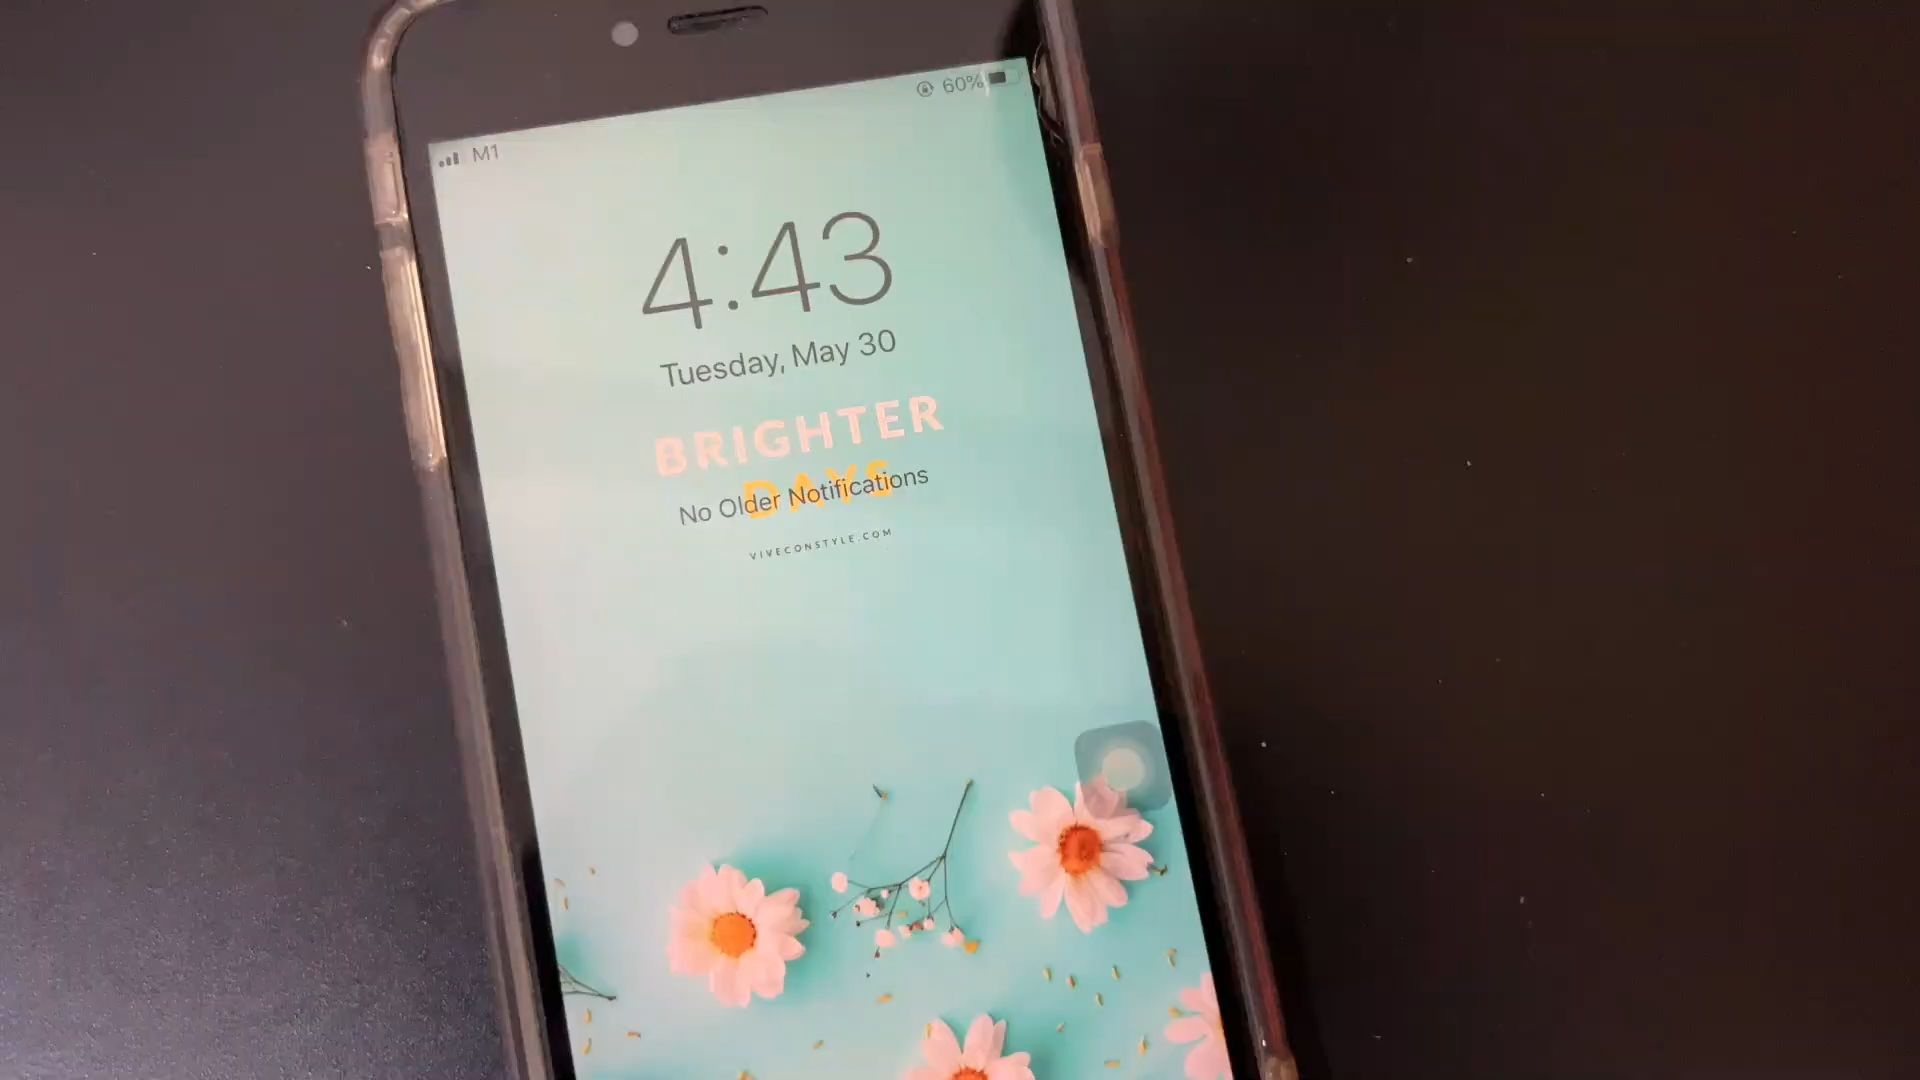 M1
60%
4:43
Tuesday, May 30
BRIGHTER
DAYS
No Older Notifications
VIVECONSTYLE.COM